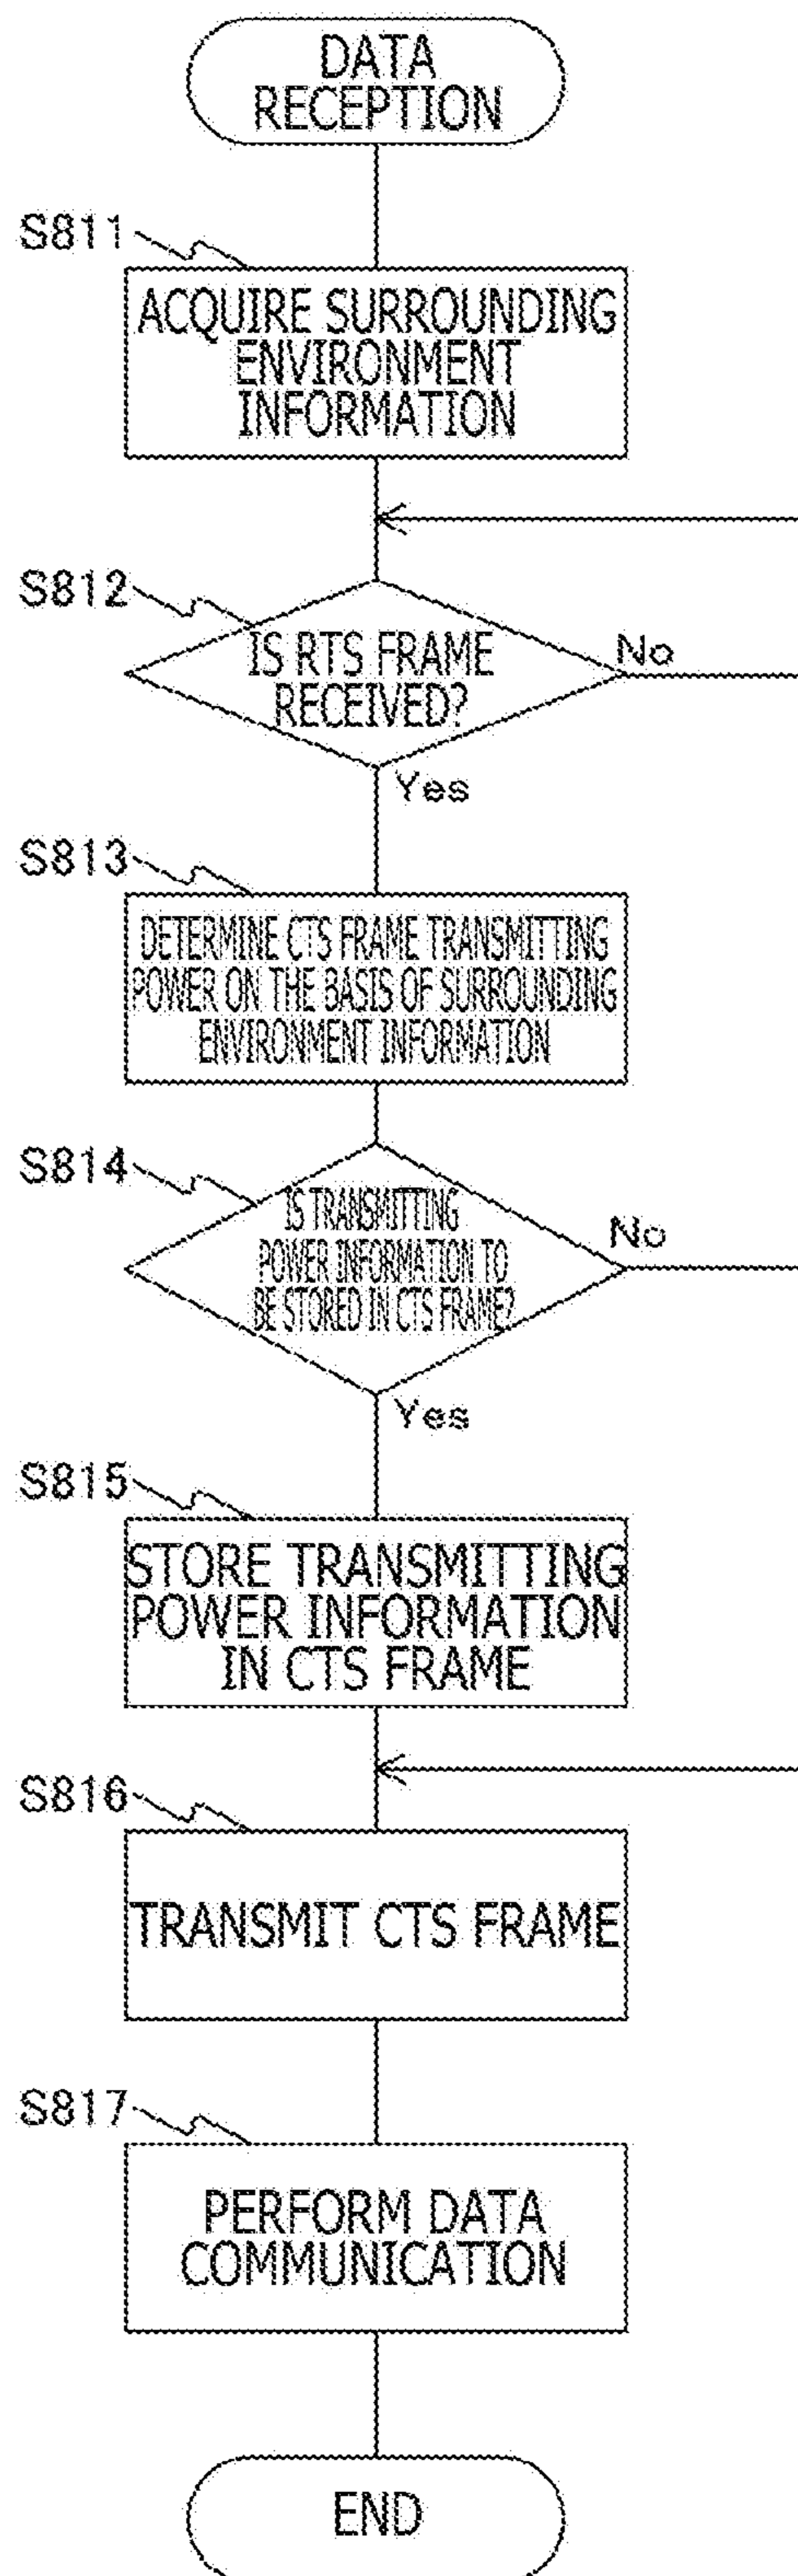 DATA
RECEPTION
S811
ACQUIRE SURROUNDING
ENVIRONMENT
INFORMATION
S812
IS RTS FRAME
RECEIVED?
No
Yes
S813
DETERMINE CTS FRAME TRANSMITTING
POWER ON THE BASIS OF SURROUNDING
ENVIRONMENT INFORMATION
S814
IS TRANSMITTING
POWER INFORMATION TO
BE STORED IN CTS FRAME?
No
Yes
S815
STORE TRANSMITTING
POWER INFORMATION
IN CTS FRAME
S816
TRANSMIT CTS FRAME
S817
PERFORM DATA
COMMUNICATION
END